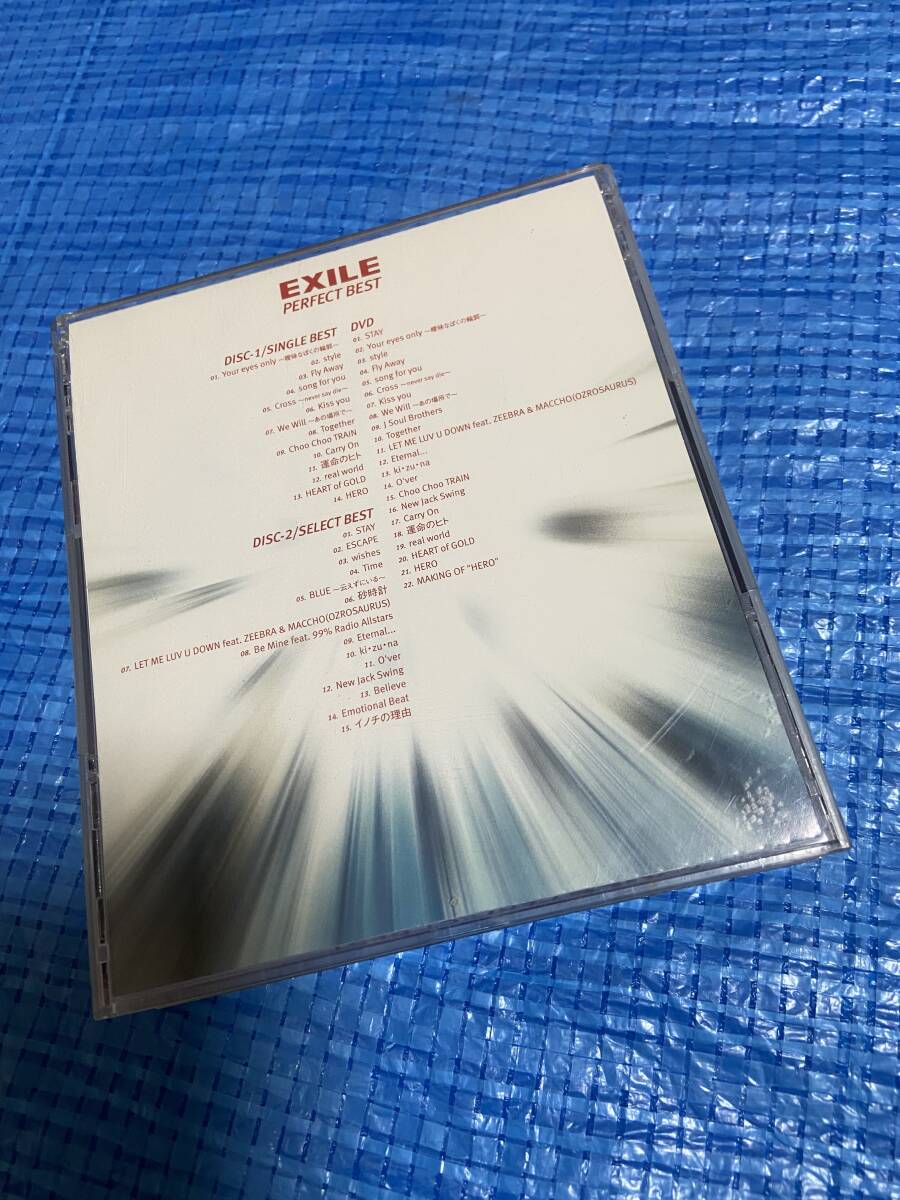 EXILE
PERFECT BEST
DISC-1/SINGLE BEST
01. Your eyes only ～曖昧なぼくの輪郭～
02. style
03. Fly Away
04. song for you
05. Cross ～never say die～
06. Kiss you
07. We Will ～あの場所で～
08. Together
09. Choo Choo TRAIN
10. Carry On
11. 運命のヒト
12. real world
13. HEART of GOLD
14. HERO
DISC-2/SELECT BEST
01. STAY
02. ESCAPE
03. wishes
04. Time
05. BLUE ～云えずにいる～
06. 砂時計
07. LET ME LUV U DOWN feat. ZEEBRA & MACCHO(OZROSAURUS)
08. Be Mine feat. 99% Radio Allstars
09. Eternal...
10. ki•zu•na
11. O'ver
12. New Jack Swing
13. Believe
14. Emotional Beat
15. イノチの理由
DVD
01. STAY
02. Your eyes only ～曖昧なぼくの輪郭～
03. style
04. Fly Away
05. song for you
06. Cross ～never say die～
07. Kiss you
08. We Will ～あの場所で～
09. J Soul Brothers
10. Together
11. LET ME LUV U DOWN feat. ZEEBRA & MACCHO(OZROSAURUS)
12. Eternal...
13. ki•zu•na
14. O'ver
15. Choo Choo TRAIN
16. New Jack Swing
17. Carry On
18. 運命のヒト
19. real world
20. HEART of GOLD
21. HERO
22. MAKING OF "HERO"